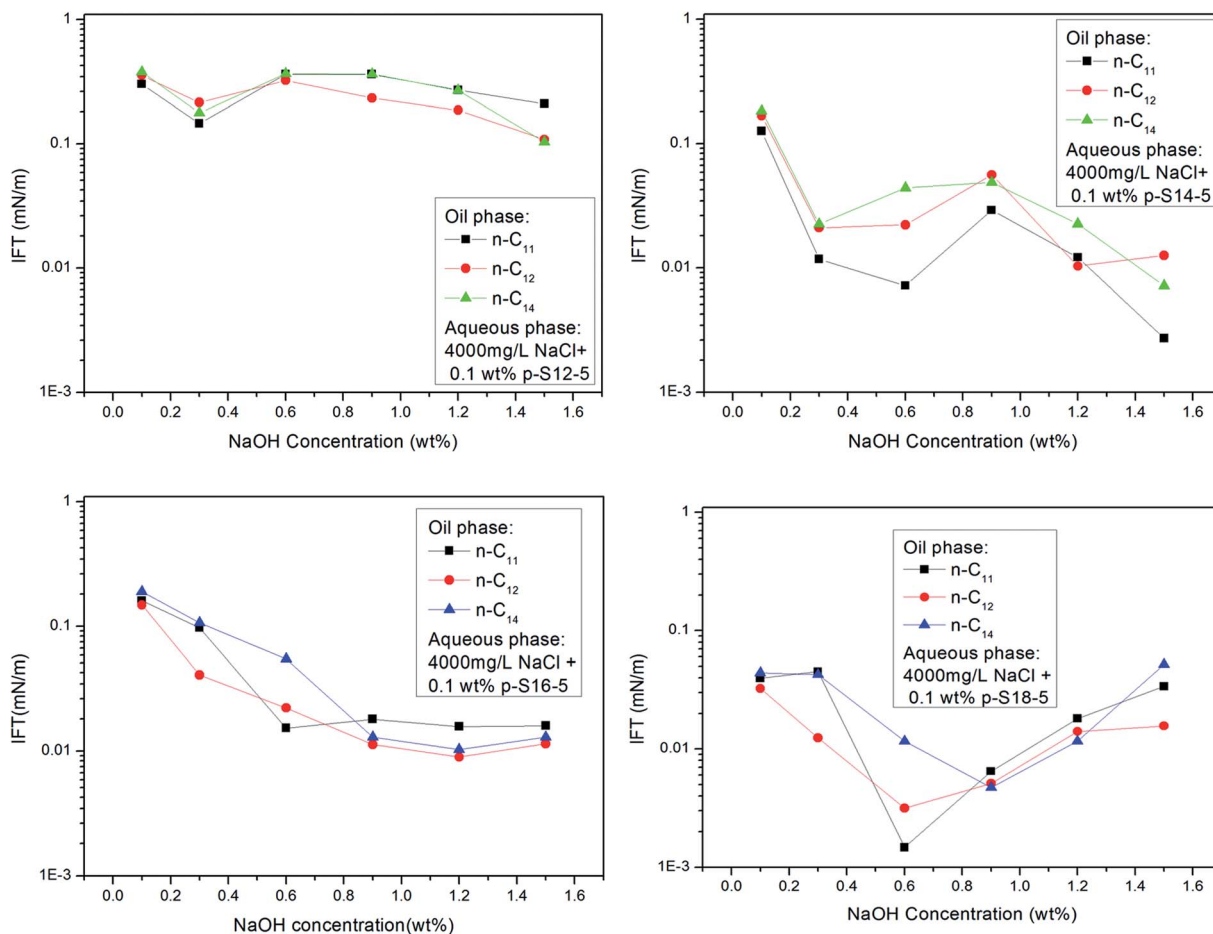 1
0.1
0.01
1E-3
IFT (mN/m)
0.0 0.2 0.4 0.6 0.8 1.0 1.2 1.4 1.6
NaOH Concentration (wt%)
Oil phase:
n-C₁₁
n-C₁₂
n-C₁₄
Aqueous phase:
4000mg/L NaCl+
0.1 wt% p-S12-5
1
0.1
0.01
1E-3
IFT (mN/m)
0.0 0.2 0.4 0.6 0.8 1.0 1.2 1.4 1.6
NaOH Concentration (wt%)
Oil phase:
n-C₁₁
n-C₁₂
n-C₁₄
Aqueous phase:
4000mg/L NaCl+
0.1 wt% p-S14-5
1
0.1
0.01
1E-3
IFT(mN/m)
0.0 0.2 0.4 0.6 0.8 1.0 1.2 1.4 1.6
NaOH concentration(wt%)
Oil phase:
n-C₁₁
n-C₁₂
n-C₁₄
Aqueous phase:
4000mg/L NaCl +
0.1 wt% p-S16-5
1
0.1
0.01
1E-3
IFT (mN/m)
0.0 0.2 0.4 0.6 0.8 1.0 1.2 1.4 1.6
NaOH Concentration (wt%)
Oil phase:
n-C₁₁
n-C₁₂
n-C₁₄
Aqueous phase:
4000mg/L NaCl +
0.1 wt% p-S18-5